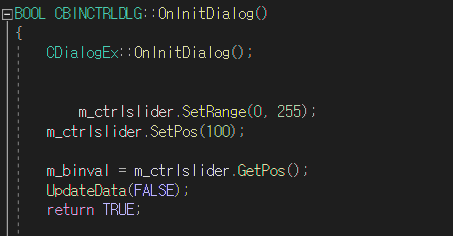 BOOL CBINCTRLDLG::OnInitDialog()
{
CDialogEx::OnInitDialog();
m_ctrlslider.SetRange(0, 255);
m_ctrlslider.SetPos(100);
m_binval = m_ctrlslider.GetPos();
UpdateData(FALSE);
return TRUE;